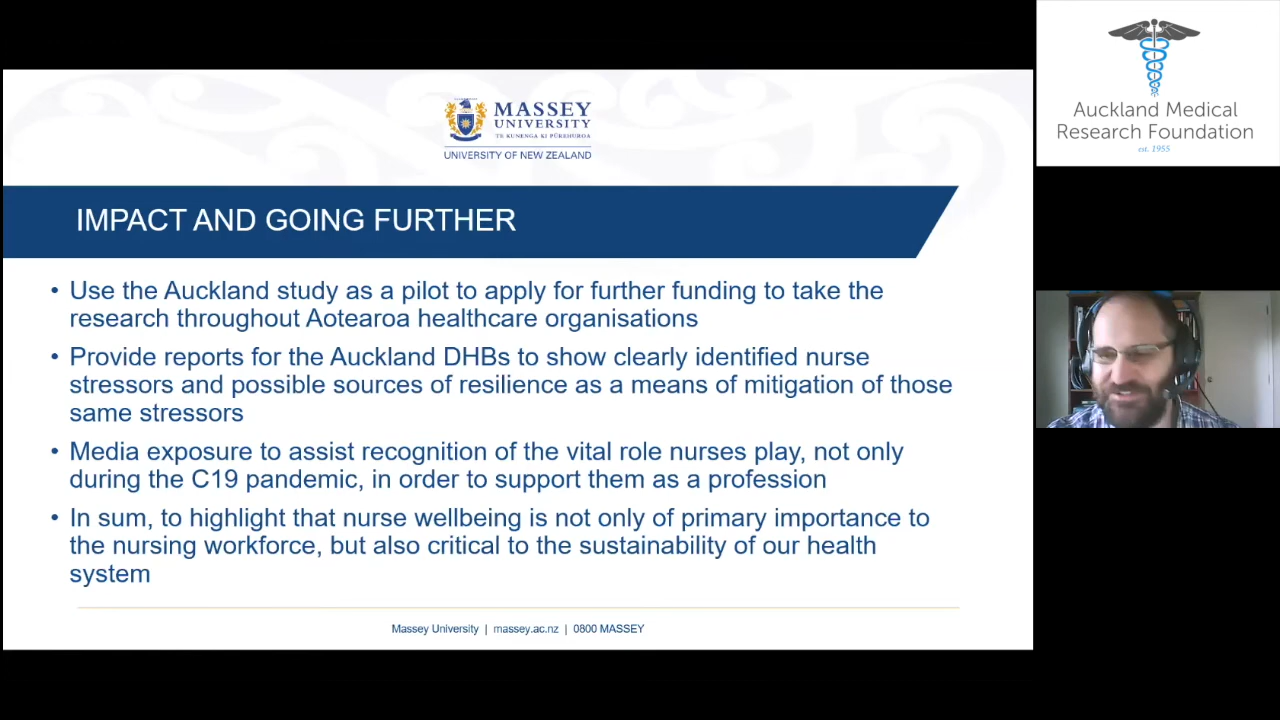 MASSEY
UNIVERSITY
TE KUNENGA KI PŪREHUROA
UNIVERSITY OF NEW ZEALAND
IMPACT AND GOING FURTHER
• Use the Auckland study as a pilot to apply for further funding to take the
research throughout Aotearoa healthcare organisations
• Provide reports for the Auckland DHBs to show clearly identified nurse
stressors and possible sources of resilience as a means of mitigation of those
same stressors
• Media exposure to assist recognition of the vital role nurses play, not only
during the C19 pandemic, in order to support them as a profession
• In sum, to highlight that nurse wellbeing is not only of primary importance to
the nursing workforce, but also critical to the sustainability of our health
system
Massey University | massey.ac.nz | 0800 MASSEY
Auckland Medical
Research Foundation
est. 1955